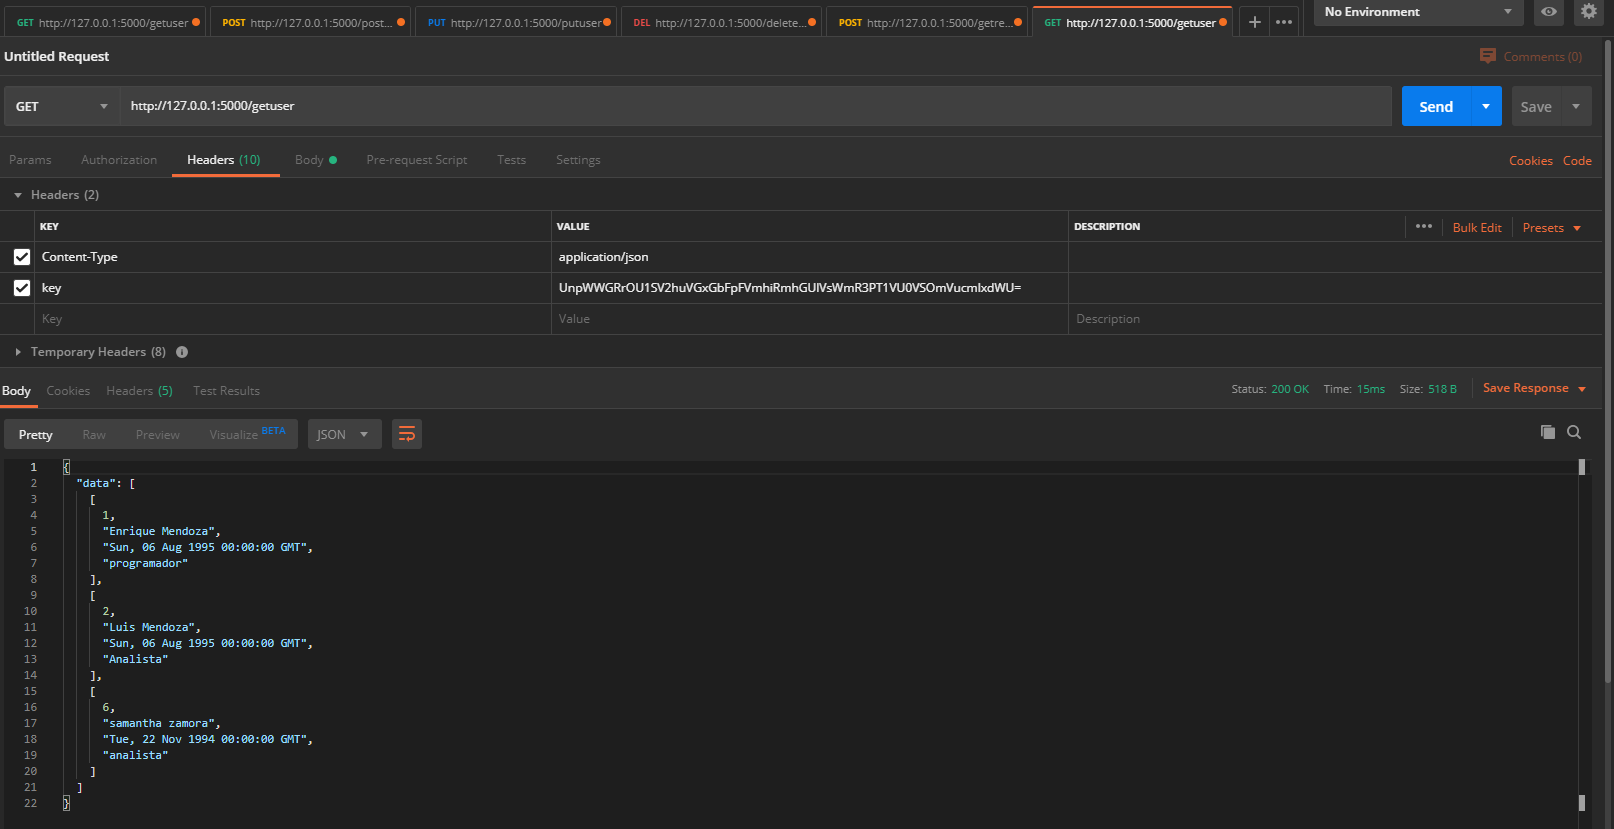 GET http://127.0.0.1:5000/getuser POST http://127.0.0.1:5000/post... PUT http://127.0.0.1:5000/putuser DEL http://127.0.0.1:5000/delete... POST http://127.0.0.1:5000/getre... GET http://127.0.0.1:5000/getuser + ••• No Environment
Untitled Request Comments (0)
GET http://127.0.0.1:5000/getuser Send Save
Params Authorization Headers (10) Body Pre-request Script Tests Settings Cookies Code
Headers (2)
KEY VALUE DESCRIPTION ••• Bulk Edit Presets
Content-Type application/json
key
Key Value Description
Temporary Headers (8)
Body Cookies Headers (5) Test Results Status: 200 OK Time: 15ms Size: 518 B Save Response
Pretty Raw Preview Visualize BETA JSON
1 {
2 "data": [
3 [
4 1,
5 "Enrique Mendoza",
6 "Sun, 06 Aug 1995 00:00:00 GMT",
7 "programador"
8 ],
9 [
10 2,
11 "Luis Mendoza",
12 "Sun, 06 Aug 1995 00:00:00 GMT",
13 "Analista"
14 ],
15 [
16 6,
17 "samantha zamora",
18 "Tue, 22 Nov 1994 00:00:00 GMT",
19 "analista"
20 ]
21 ]
22 }